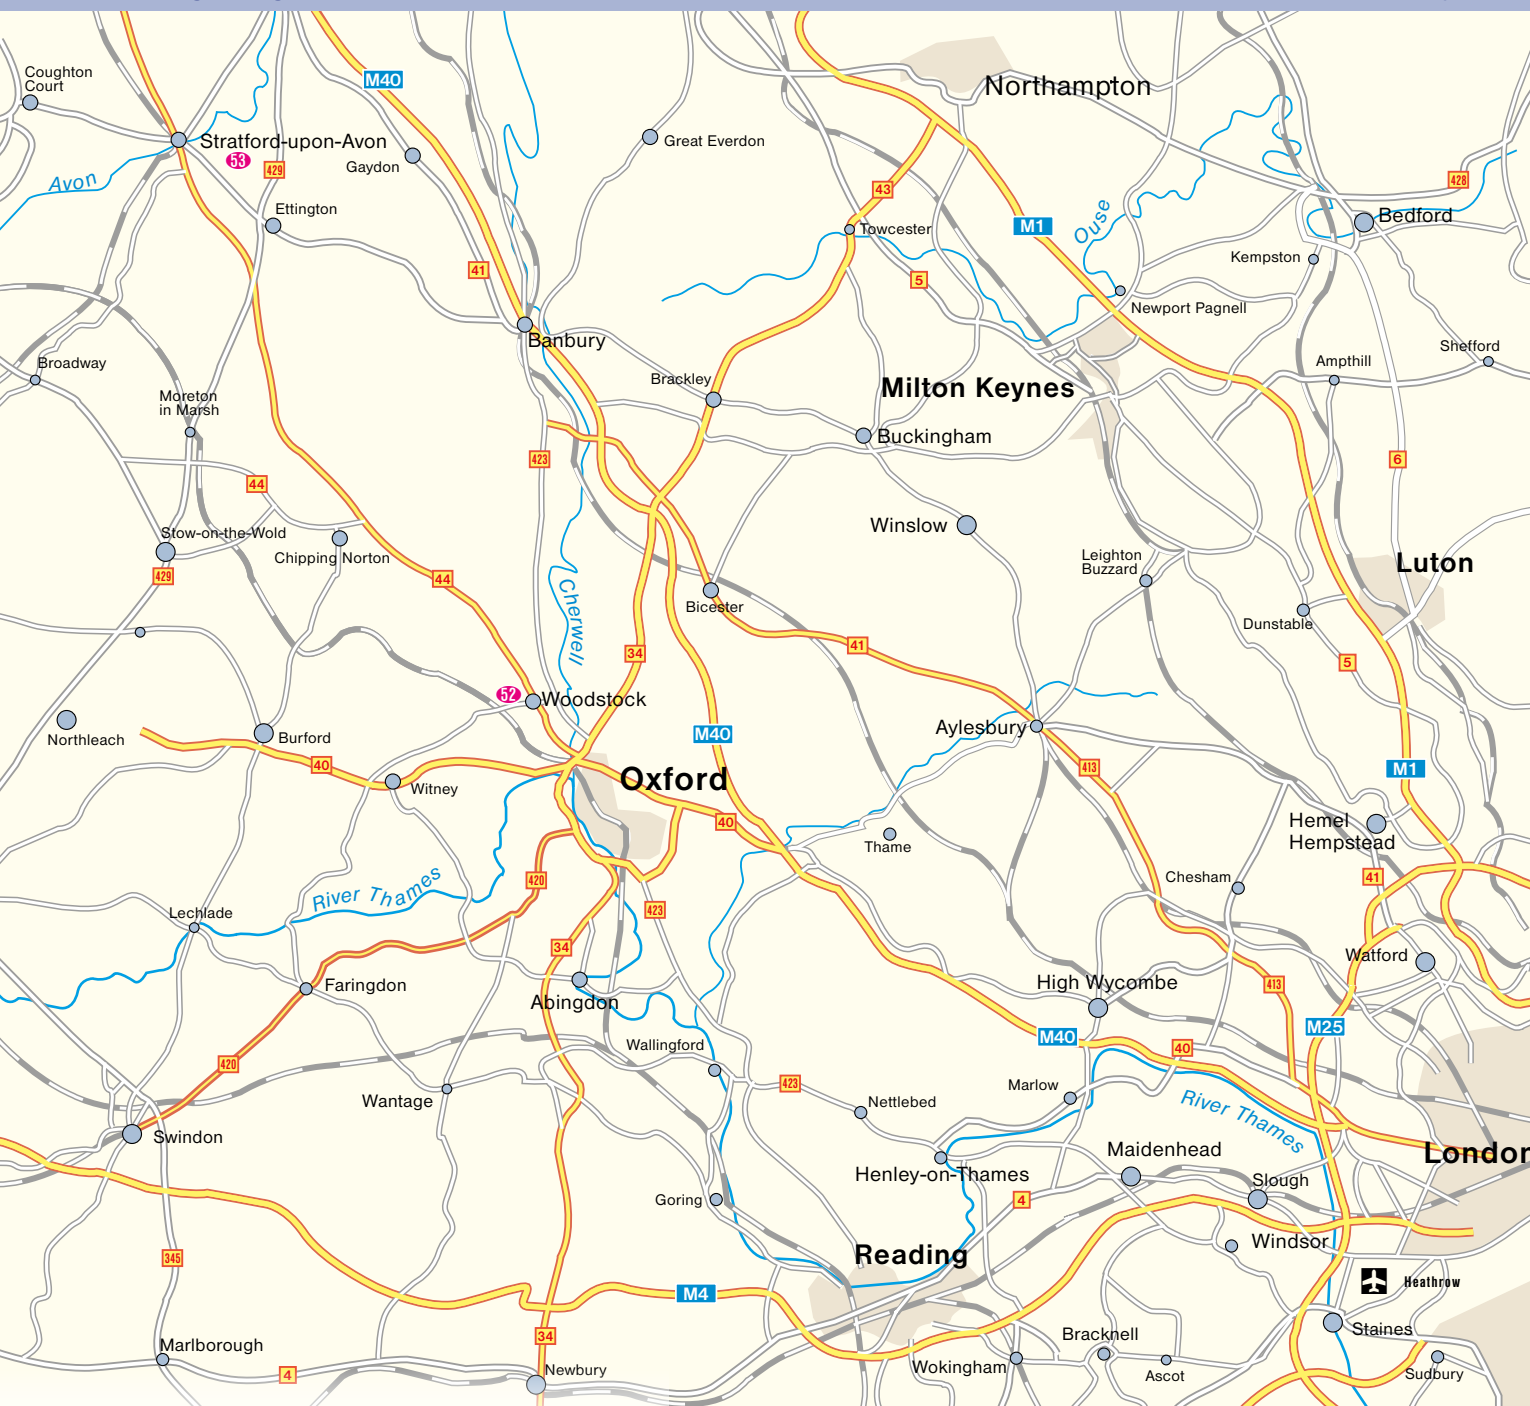 Coughton
Court
M40
Northampton
Stratford-upon-Avon
53
429
Gaydon
Great Everdon
Avon
43
428
Ettington
Towcester
M1
Ouse
Bedford
41
5
Kempston
Newport Pagnell
Banbury
Broadway
Shefford
Ampthill
Brackley
Milton Keynes
Moreton
in Marsh
Buckingham
423
6
44
Stow-on-the-Wold
Chipping Norton
Winslow
Leighton
Buzzard
Luton
429
44
Cherwell
Bicester
Dunstable
34
41
5
52
Woodstock
Northleach
Burford
M40
Aylesbury
40
Oxford
413
M1
Witney
40
Thame
Hemel
Hempstead
River Thames
420
Chesham
41
Lechlade
423
34
Watford
Faringdon
Abingdon
High Wycombe
413
M25
M40
40
Wallingford
420
423
Marlow
Wantage
Nettlebed
River Thames
Swindon
Henley-on-Thames
Maidenhead
London
Slough
Goring
4
345
Reading
Windsor
Heathrow
M4
34
Bracknell
Staines
Marlborough
4
Newbury
Wokingham
Ascot
Sudbury